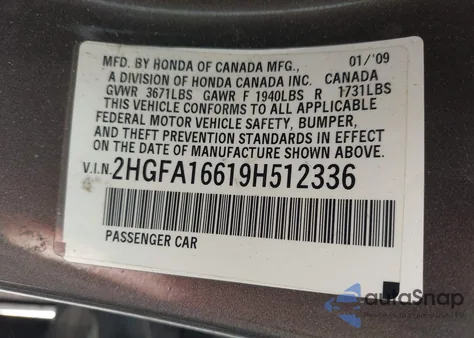 MFD. BY HONDA OF CANADA MFG., 01/'09
A DIVISION OF HONDA CANADA INC. CANADA
GVWR 3671LBS GAWR F 1940LBS R 1731LBS
THIS VEHICLE CONFORMS TO ALL APPLICABLE
FEDERAL MOTOR VEHICLE SAFETY, BUMPER,
AND THEFT PREVENTION STANDARDS IN EFFECT
ON THE DATE OF MANUFACTURE SHOWN ABOVE.
V.I.N. 2HGFA16619H512336
PASSENGER CAR
autoSnap